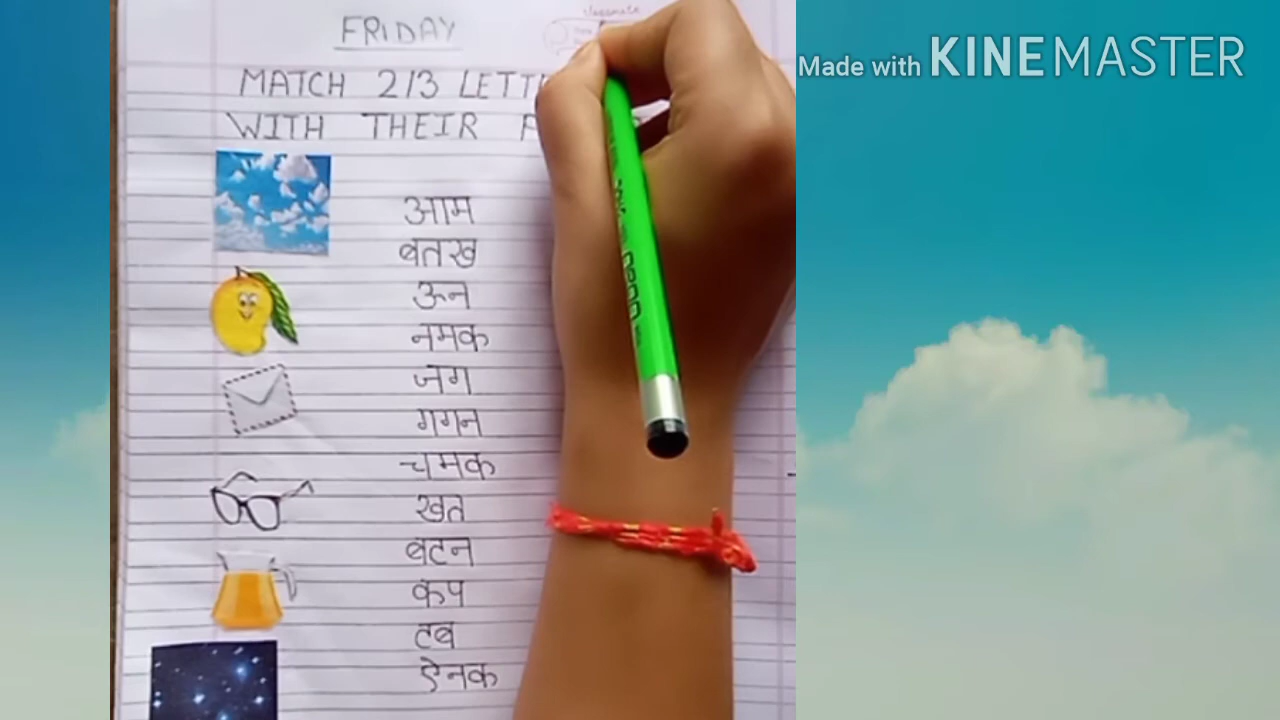 FRIDAY
MATCH 2/3
WITH THEIR
आम
बतख
ऊन
नमक
जग
गगन
चमक
खत
बटन
कप
टब
ऐनक
Made with KINEMASTER